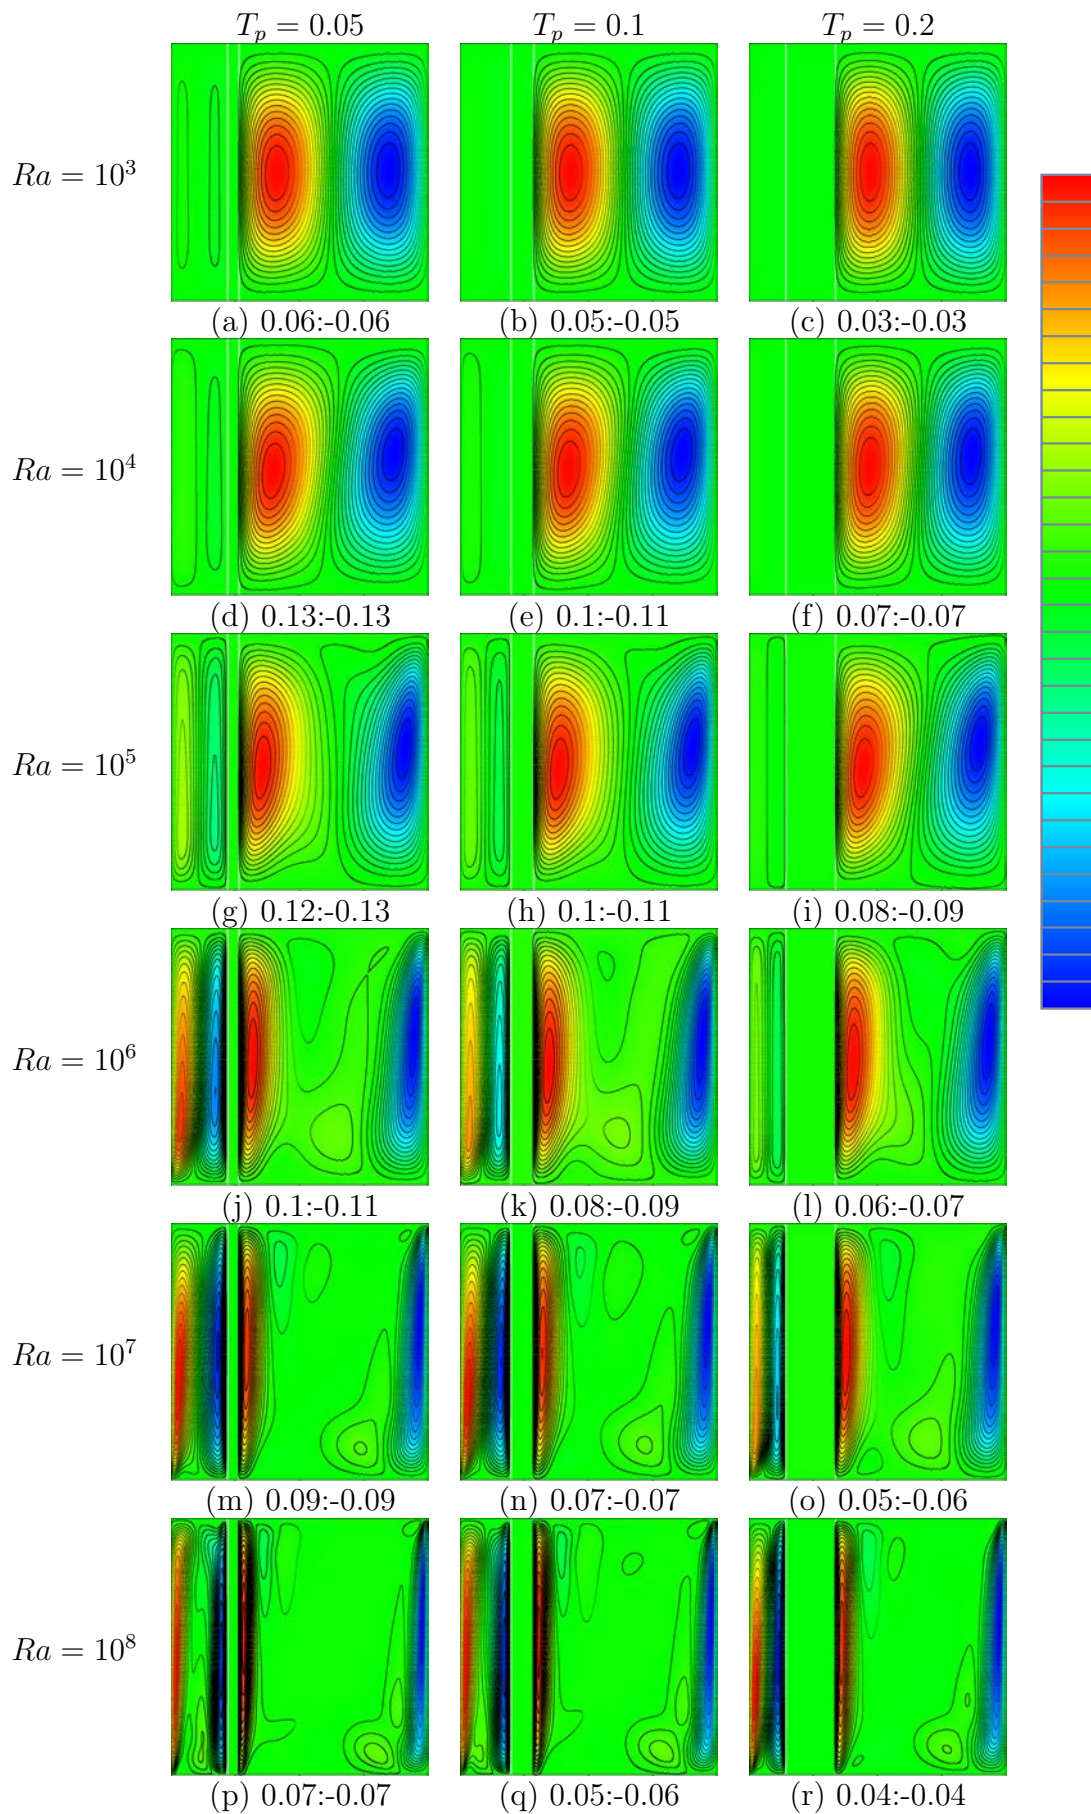 T_p = 0.05 T_p = 0.1 T_p = 0.2
Ra = 10^3
(a) 0.06:-0.06 (b) 0.05:-0.05 (c) 0.03:-0.03
Ra = 10^4
(d) 0.13:-0.13 (e) 0.1:-0.11 (f) 0.07:-0.07
Ra = 10^5
(g) 0.12:-0.13 (h) 0.1:-0.11 (i) 0.08:-0.09
Ra = 10^6
(j) 0.1:-0.11 (k) 0.08:-0.09 (l) 0.06:-0.07
Ra = 10^7
(m) 0.09:-0.09 (n) 0.07:-0.07 (o) 0.05:-0.06
Ra = 10^8
(p) 0.07:-0.07 (q) 0.05:-0.06 (r) 0.04:-0.04